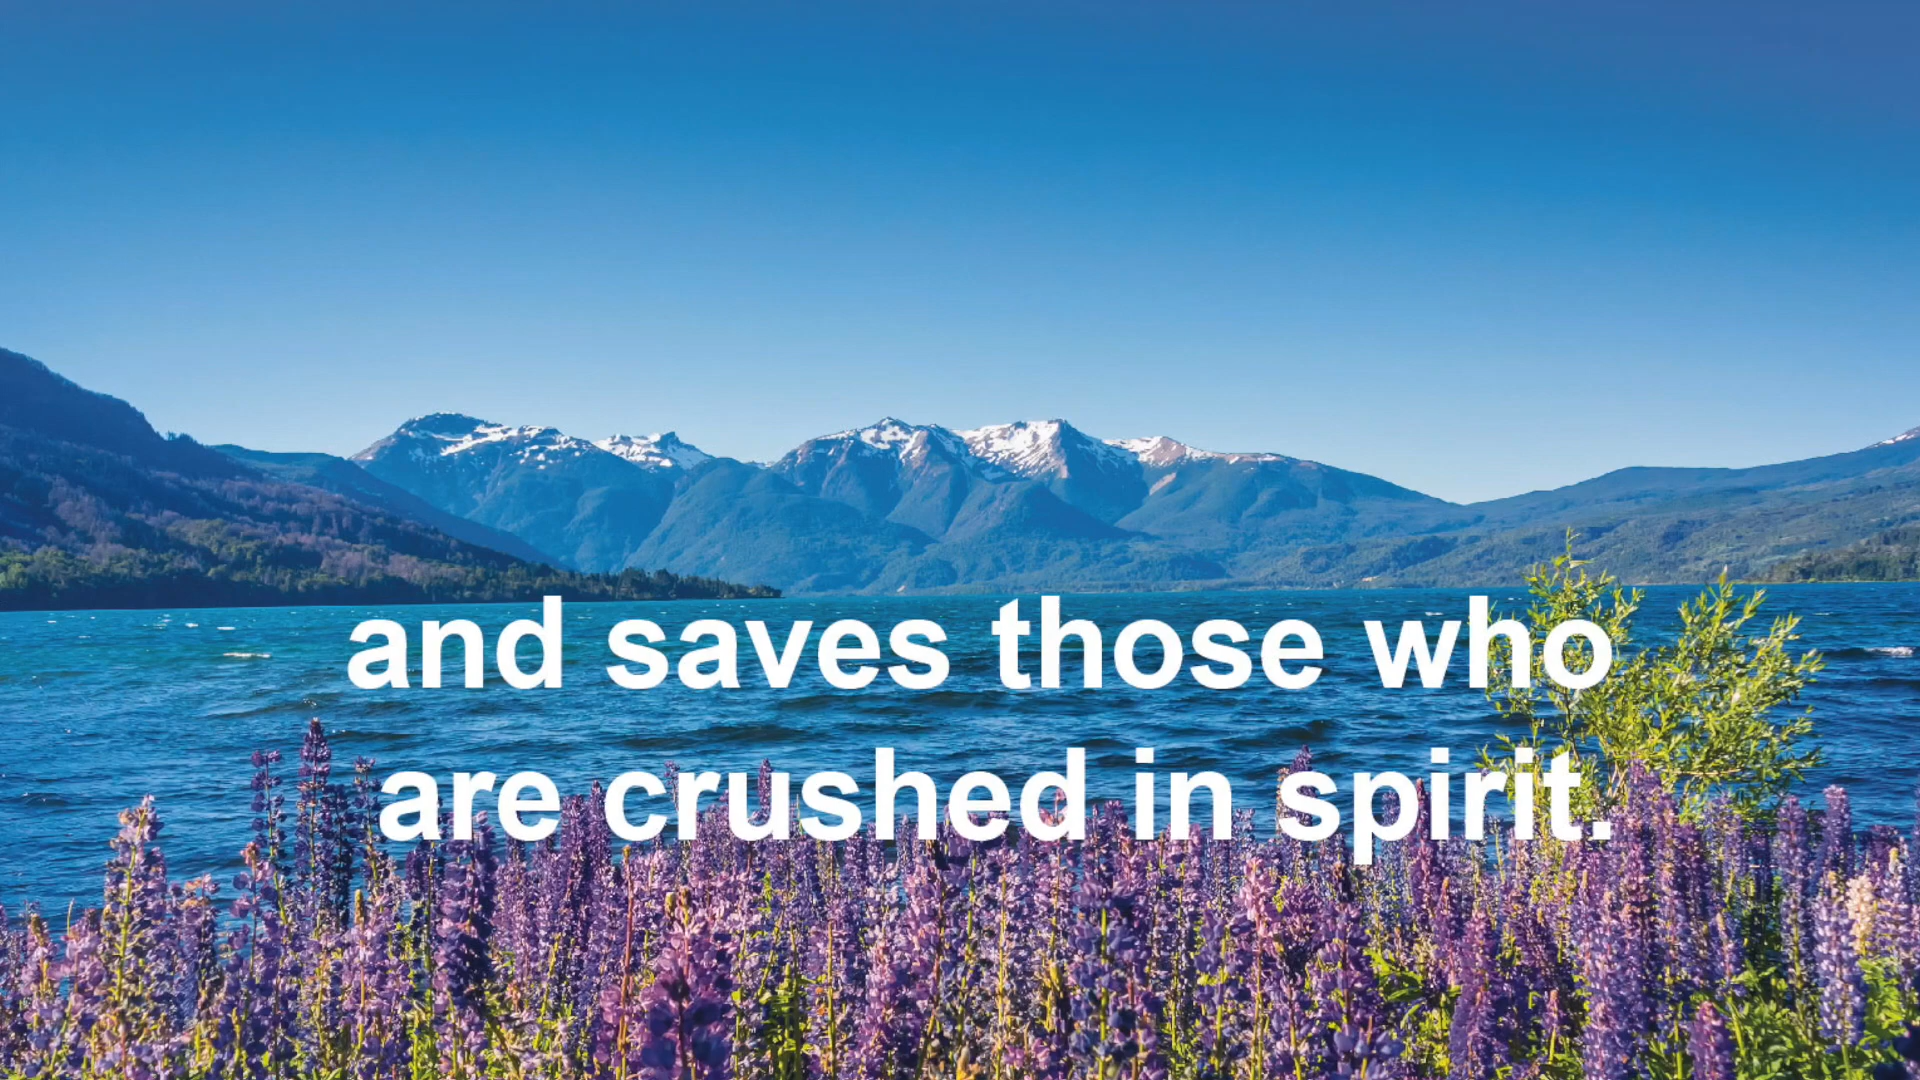 and saves those who
are crushed in spirit.